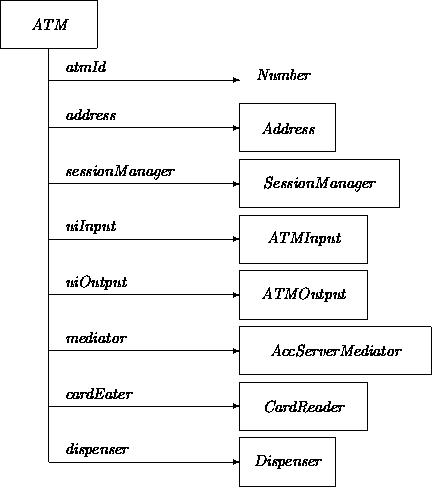 ATM
atmId
Number
address
Address
sessionManager
SessionManager
uiInput
ATMInput
uiOutput
ATMOutput
mediator
AccServerMediator
cardEater
CardReader
dispenser
Dispenser